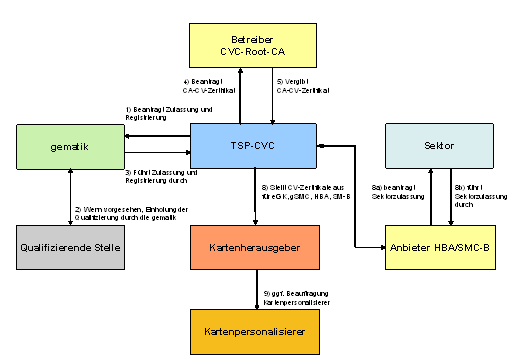 Betreiber
CVC-Root-CA
4) Beantragt
CA-CV-Zertifikat
5) Vergibt
CA-CV-Zertifikat
1) Beantragt Zulassung und
Registrierung
gematik
TSP-CVC
Sektor
3) Führt Zulassung und
Registrierung durch
2) Wenn vorgesehen, Einholung der
Qualifizierung durch die gematik
8) Stellt CV-Zertifikate aus
für eGK, gSMC, HBA, SM-B
8a) beantragt
Sektorzulassung
8b) führt
Sektorzulassung
durch
Qualifizierende Stelle
Kartenherausgeber
Anbieter HBA/SMC-B
9) ggf. Beauftragung
Kartenpersonalisierer
Kartenpersonalisierer